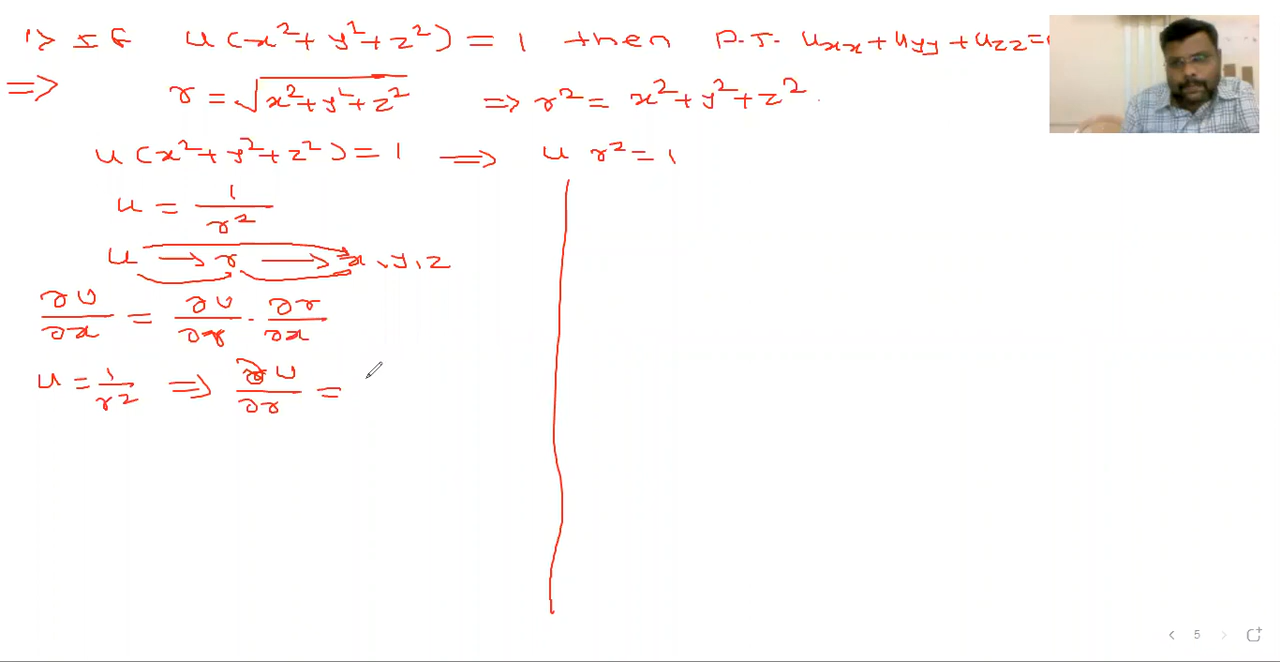 1> If u(x²+y²+z²) = 1 then P.T. uxx + uyy + uzz =
=> r = √x²+y²+z² => r² = x²+y²+z²
u(x²+y²+z²) = 1 => u r² = 1
u = 1/r²
u → r → x, y, z
∂u/∂x = ∂u/∂r · ∂r/∂x
u = 1/r² => ∂u/∂r =
< 5 >